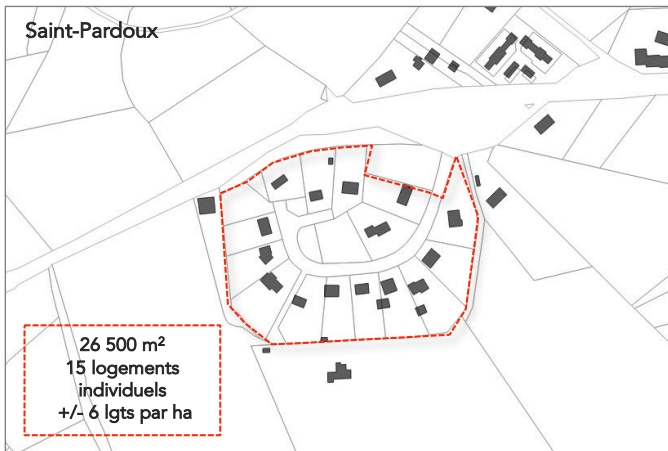 Saint-Pardoux
26 500 m²
15 logements
individuels
+/- 6 lgts par ha